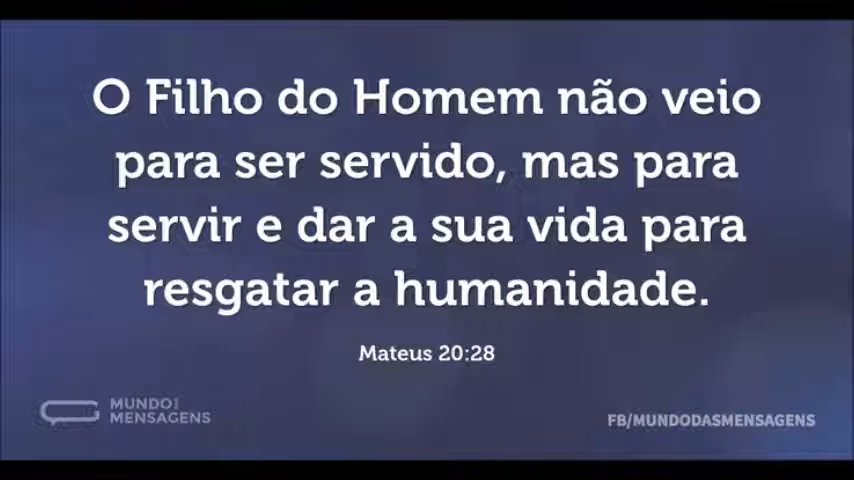 O Filho do Homem não veio
para ser servido, mas para
servir e dar a sua vida para
resgatar a humanidade.
Mateus 20:28
MUNDO
MENSAGENS
FB/MUNDODASMENSAGENS